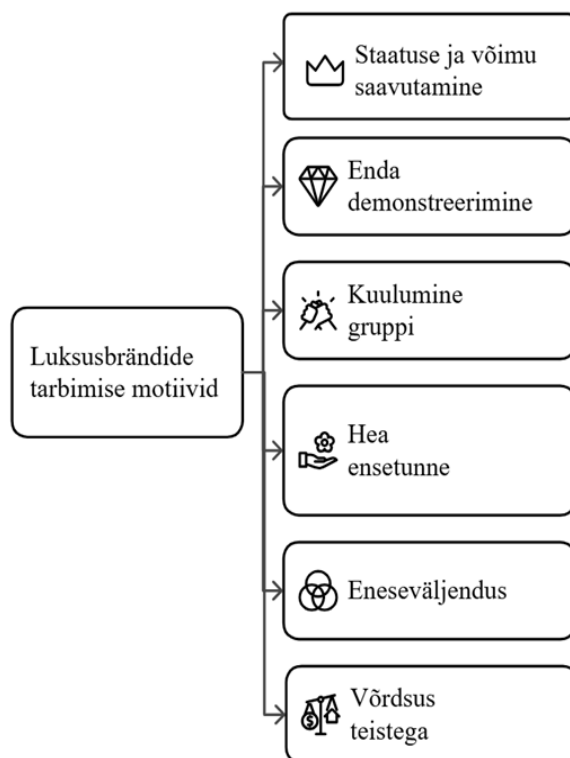 Staatuse ja võimu
saavutamine
Enda
demonstreerimine
Kuulumine
gruppi
Luksusbrändide
tarbimise motiivid
Hea
ensetunne
Eneseväljendus
Võrdsus
teistega
$